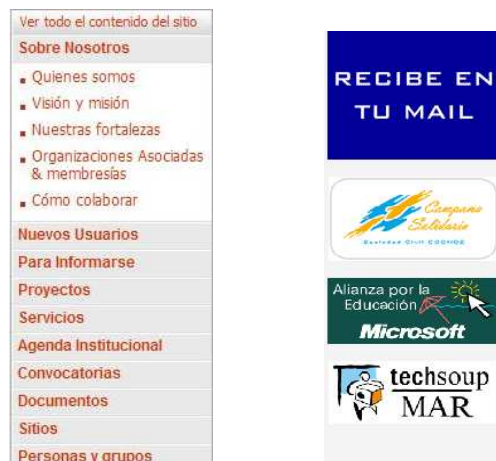 Ver todo el contenido del sitio
Sobre Nosotros
Quienes somos
Visión y misión
Nuestras fortalezas
Organizaciones Asociadas
& membresías
Cómo colaborar
Nuevos Usuarios
Para Informarse
Proyectos
Servicios
Agenda Institucional
Convocatorias
Documentos
Sitios
Personas y grupos
RECIBE EN
TU MAIL
Campana
Solidaria
Alianza por la
Educación
Microsoft
techsoup
MAR